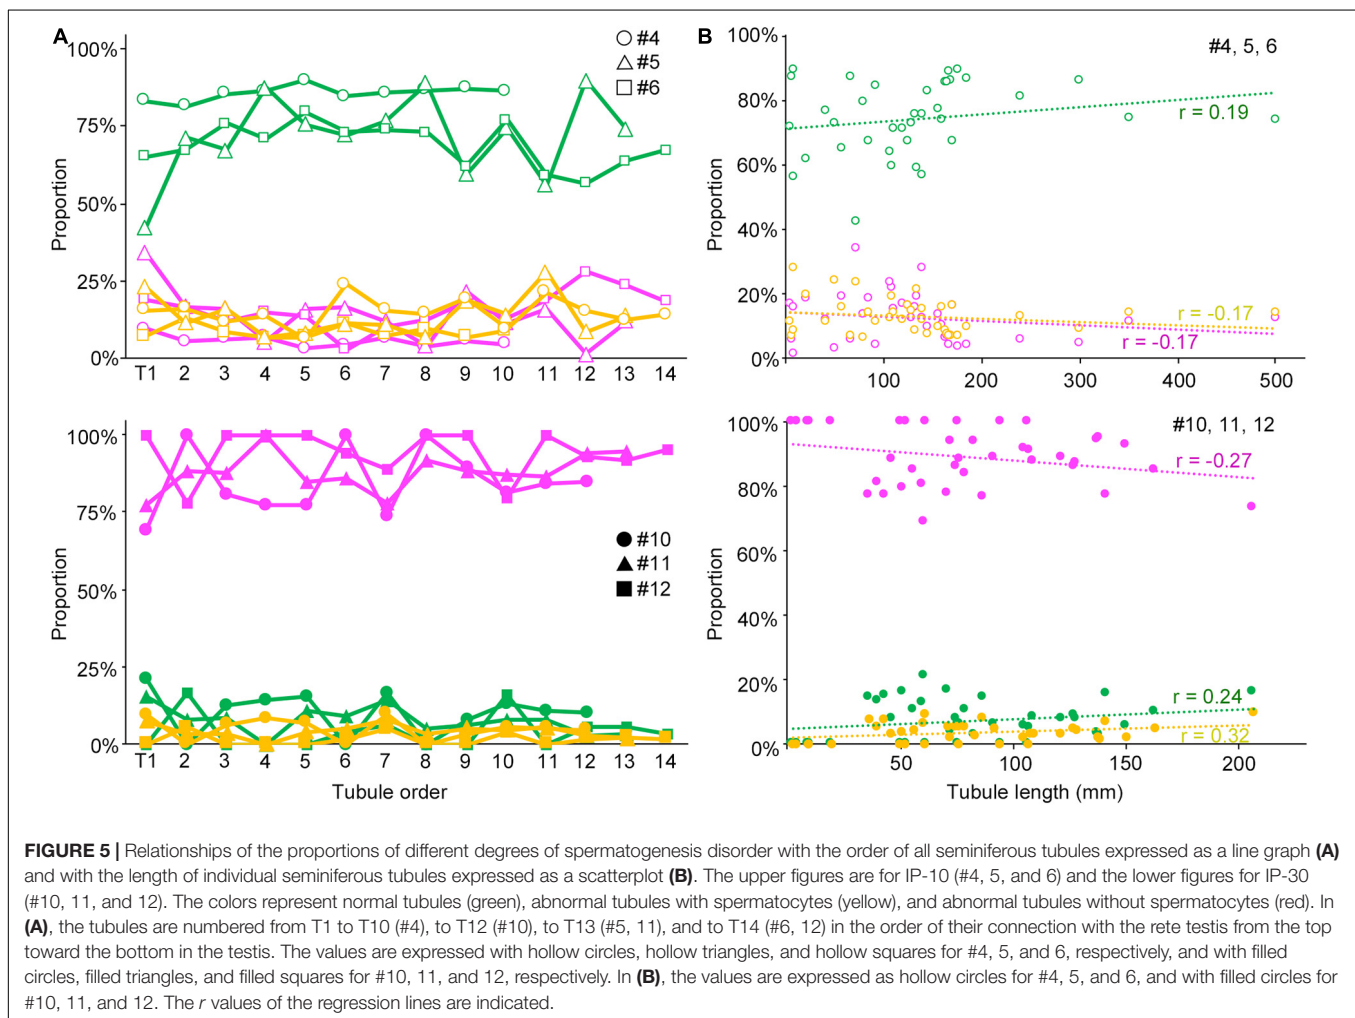 A
100%
75%
50%
25%
0%
Proportion
#4
#5
#6
T1 2 3 4 5 6 7 8 9 10 11 12 13 14
B
100%
80%
60%
40%
20%
0%
Proportion
#4, 5, 6
r = 0.19
r = -0.17
r = -0.17
100 200 300 400 500
100%
75%
50%
25%
0%
Proportion
#10
#11
#12
T1 2 3 4 5 6 7 8 9 10 11 12 13 14
Tubule order
100%
80%
60%
40%
20%
0%
Proportion
#10, 11, 12
r = -0.27
r = 0.24
r = 0.32
50 100 150 200
Tubule length (mm)
FIGURE 5 | Relationships of the proportions of different degrees of spermatogenesis disorder with the order of all seminiferous tubules expressed as a line graph (A)
and with the length of individual seminiferous tubules expressed as a scatterplot (B). The upper figures are for IP-10 (#4, 5, and 6) and the lower figures for IP-30
(#10, 11, and 12). The colors represent normal tubules (green), abnormal tubules with spermatocytes (yellow), and abnormal tubules without spermatocytes (red). In
(A), the tubules are numbered from T1 to T10 (#4), to T12 (#10), to T13 (#5, 11), and to T14 (#6, 12) in the order of their connection with the rete testis from the top
toward the bottom in the testis. The values are expressed with hollow circles, hollow triangles, and hollow squares for #4, 5, and 6, respectively, and with filled
circles, filled triangles, and filled squares for #10, 11, and 12, respectively. In (B), the values are expressed as hollow circles for #4, 5, and 6, and with filled circles for
#10, 11, and 12. The r values of the regression lines are indicated.